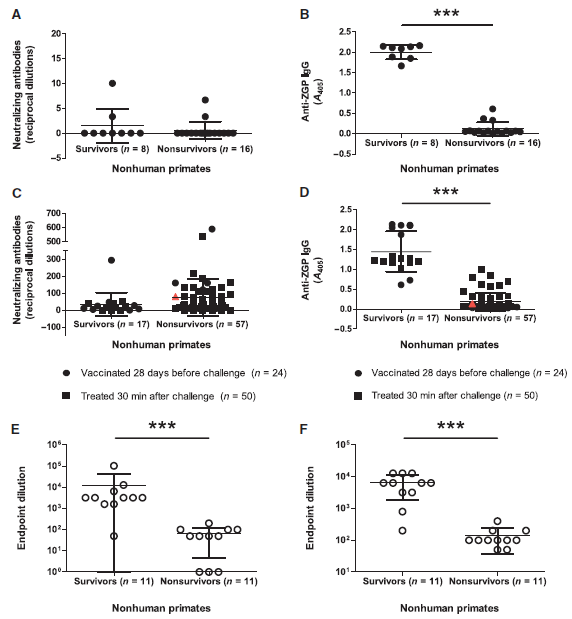 A
Neutralizing antibodies
(reciprocal dilutions)
20
15
10
5
0
−5
Survivors (n = 8) Nonsurvivors (n = 16)
Nonhuman primates
B
***
Anti-ZGP IgG
(A405)
2.5
2.0
1.5
1.0
0.5
0.0
−0.5
Survivors (n = 8) Nonsurvivors (n = 16)
Nonhuman primates
C
Neutralizing antibodies
(reciprocal dilutions)
700
600
500
300
200
100
0
−100
Survivors (n = 17) Nonsurvivors (n = 57)
Nonhuman primates
D
***
Anti-ZGP IgG
(A405)
2.5
2.0
1.5
1.0
0.5
0.0
−0.5
Survivors (n = 17) Nonsurvivors (n = 57)
Nonhuman primates
Vaccinated 28 days before challenge (n = 24)
Treated 30 min after challenge (n = 50)
Vaccinated 28 days before challenge (n = 24)
Treated 30 min after challenge (n = 50)
E
***
Endpoint dilution
10⁶
10⁵
10⁴
10³
10²
10¹
10⁰
Survivors (n = 11) Nonsurvivors (n = 11)
Nonhuman primates
F
***
Endpoint dilution
10⁵
10⁴
10³
10²
10¹
Survivors (n = 11) Nonsurvivors (n = 11)
Nonhuman primates